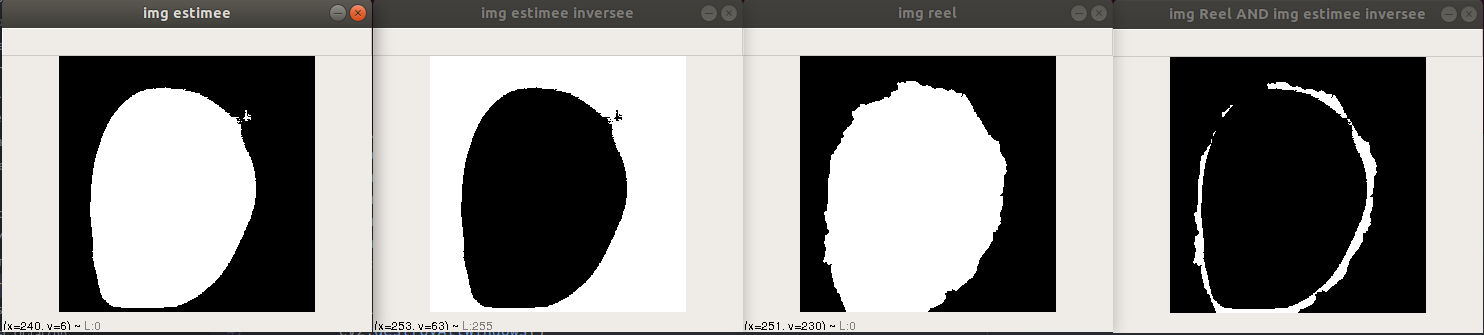 img estimee
img estimee inversee
img reel
img Reel AND img estimee inversee
(x=240, y=6) ~ L:0
(x=253, y=63) ~ L:255
(x=251, y=230) ~ L:0